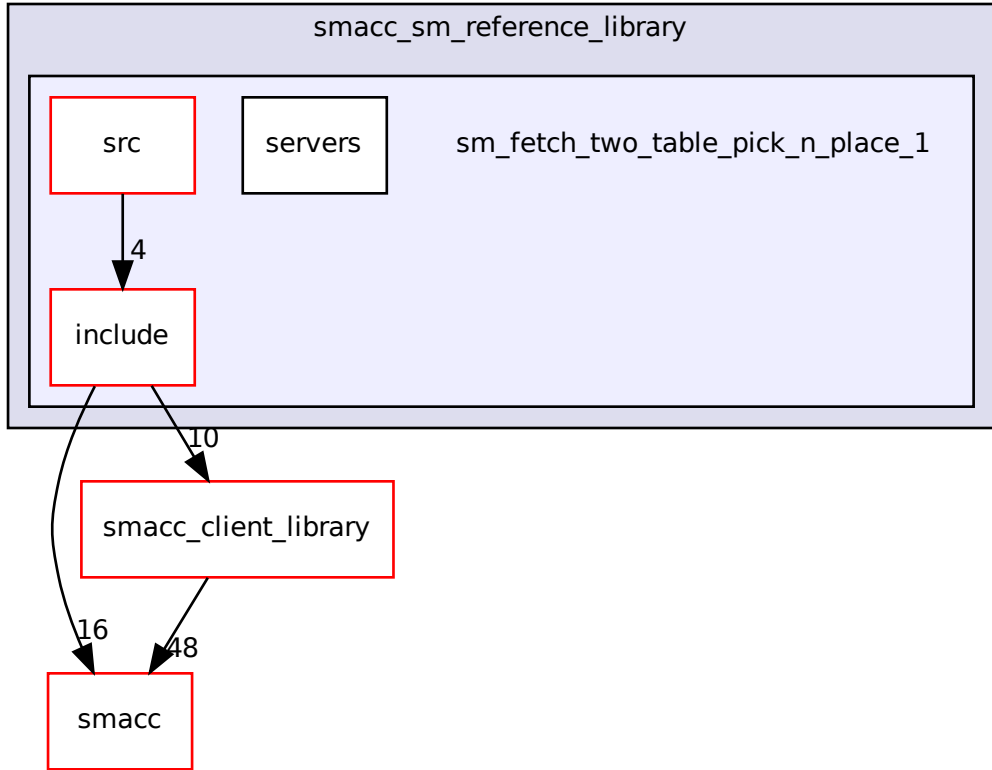 smacc_sm_reference_library
src
servers
sm_fetch_two_table_pick_n_place_1
4
include
10
smacc_client_library
16
48
smacc